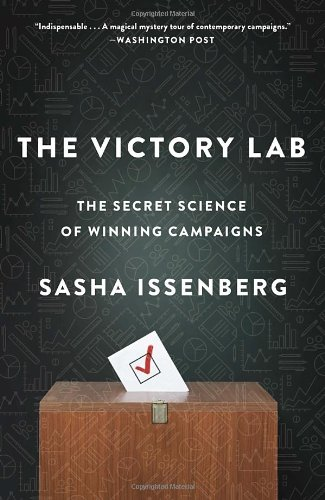 “Indispensable . . . A magical mystery tour of contemporary campaigns.”
—WASHINGTON POST
THE VICTORY LAB
THE SECRET SCIENCE
OF WINNING CAMPAIGNS
SASHA ISSENBERG